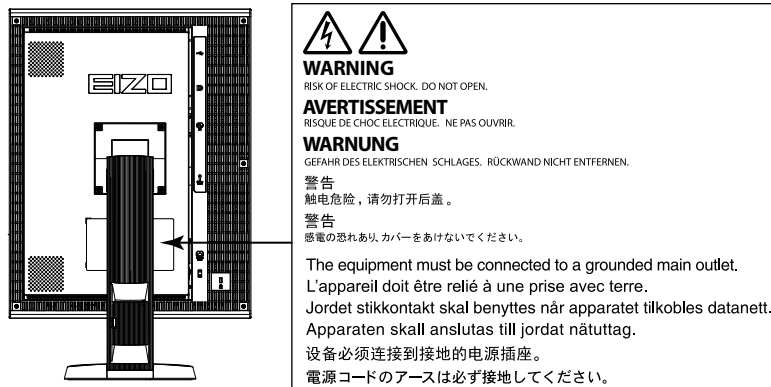 EIZO
WARNING
RISK OF ELECTRIC SHOCK. DO NOT OPEN.
AVERTISSEMENT
RISQUE DE CHOC ELECTRIQUE. NE PAS OUVRIR.
WARNUNG
GEFAHR DES ELEKTRISCHEN SCHLAGES. RÜCKWAND NICHT ENTFERNEN.
警告
触电危险，请勿打开后盖。
警告
感電の恐れあり、カバーをあけないでください。
The equipment must be connected to a grounded main outlet.
L'appareil doit être relié à une prise avec terre.
Jordet stikkontakt skal benyttes når apparatet tilkobles datanett.
Apparaten skall anslutas till jordat nätuttag.
设备必须连接到接地的电源插座。
電源コードのアースは必ず接地してください。